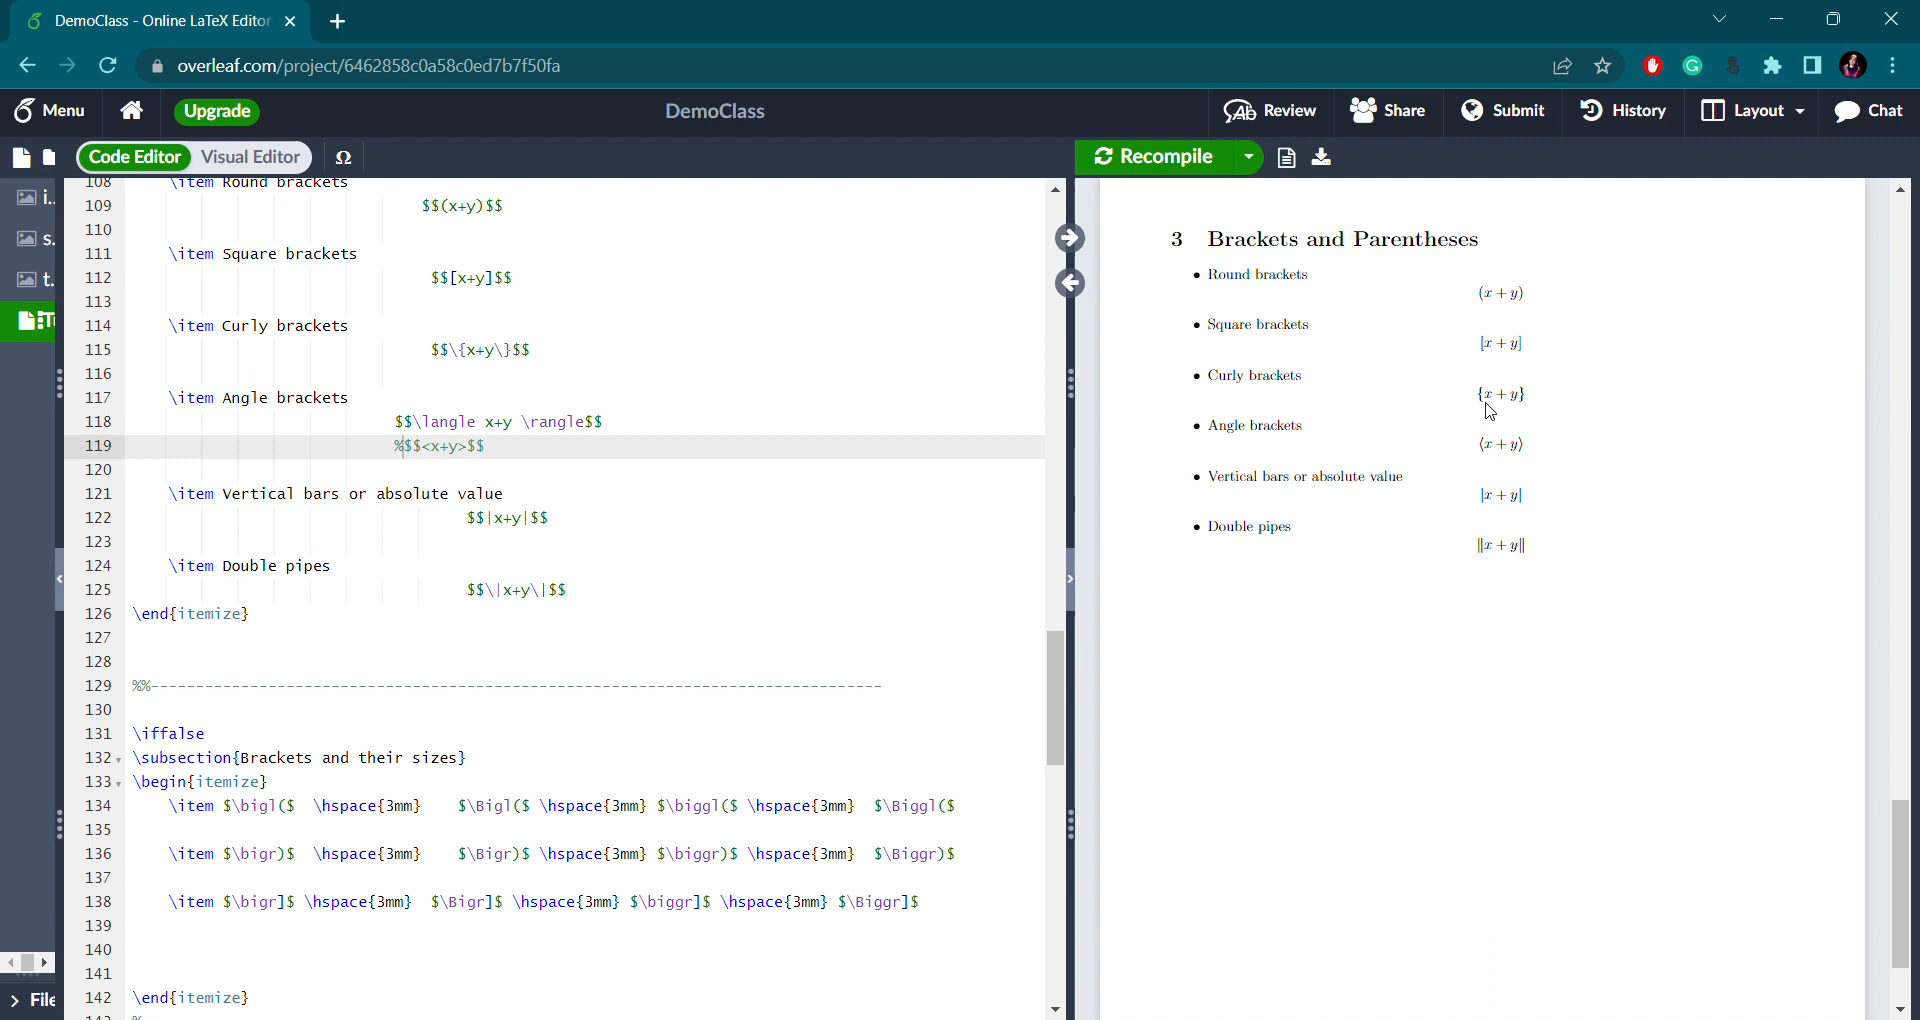 DemoClass - Online LaTeX Editor
overleaf.com/project/6462858c0a58c0ed7b7f50fa
Menu Upgrade DemoClass Review Share Submit History Layout Chat
Code Editor Visual Editor Ω Recompile
i..
s.
t.
File
108 \item Round brackets
109 $$(x+y)$$
110
111 \item Square brackets
112 $$[x+y]$$
113
114 \item Curly brackets
115 $$\{x+y\}$$
116
117 \item Angle brackets
118 $$\langle x+y \rangle$$
119 %$$<x+y>$$
120
121 \item Vertical bars or absolute value
122 $$|x+y|$$
123
124 \item Double pipes
125 $$\|x+y\|$$
126 \end{itemize}
127
128
129 %%--------------------------------------------------------------------------------
130
131 \iffalse
132 \subsection{Brackets and their sizes}
133 \begin{itemize}
134 \item $\bigl($ \hspace{3mm} $\Bigl($ \hspace{3mm} $\biggl($ \hspace{3mm} $\Biggl($
135
136 \item $\bigr)$ \hspace{3mm} $\Bigr)$ \hspace{3mm} $\biggr)$ \hspace{3mm} $\Biggr)$
137
138 \item $\bigr]$ \hspace{3mm} $\Bigr]$ \hspace{3mm} $\biggr]$ \hspace{3mm} $\Biggr]$
139
140
141
142 \end{itemize}
3 Brackets and Parentheses
• Round brackets
(x + y)
• Square brackets
[x + y]
• Curly brackets
{x + y}
• Angle brackets
⟨x + y⟩
• Vertical bars or absolute value
|x + y|
• Double pipes
‖x + y‖